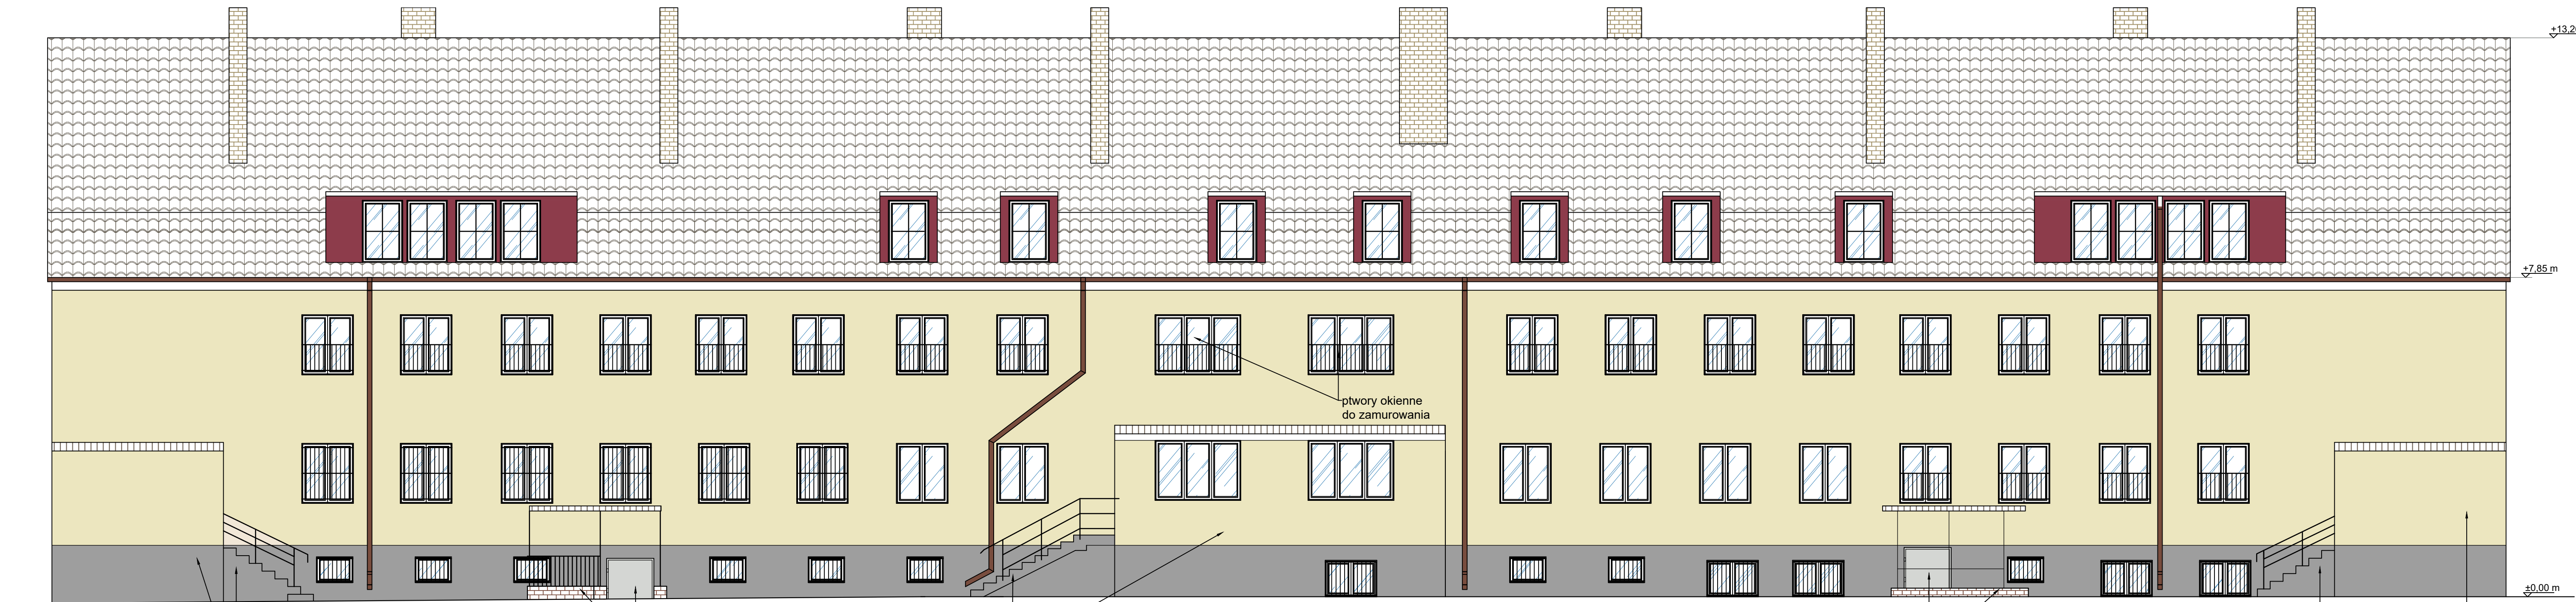 +13,2
+7,85 m
ptwory okienne
do zamurowania
±0,00 m